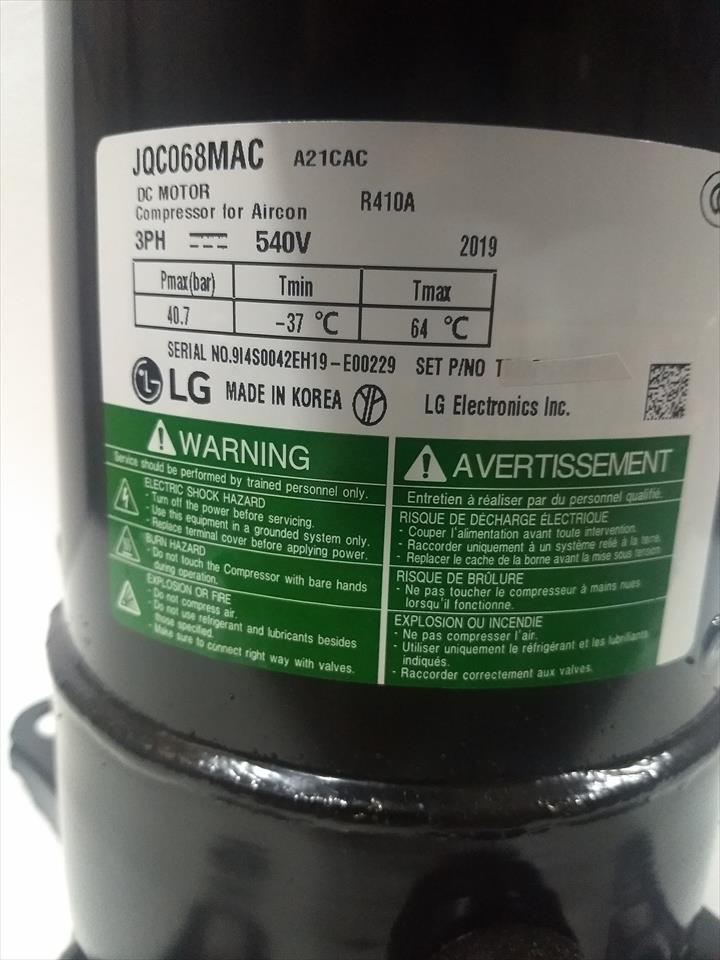 JQC068MAC A21CAC
DC MOTOR
Compressor for Aircon R410A
3PH 540V 2019
Pmax(bar) Tmin Tmax
40.7 -37 °C 64 °C
SERIAL NO.9I4S0042EH19-E00229 SET P/NO T
LG MADE IN KOREA LG Electronics Inc.
WARNING
Service should be performed by trained personnel only.
ELECTRIC SHOCK HAZARD
- Turn off the power before servicing.
- Use this equipment in a grounded system only.
- Replace terminal cover before applying power.
BURN HAZARD
- Do not touch the Compressor with bare hands
during operation.
EXPLOSION OR FIRE
- Do not compress air.
- Do not use refrigerant and lubricants besides
those specified.
- Make sure to connect right way with valves.
AVERTISSEMENT
Entretien à réaliser par du personnel qualifié.
RISQUE DE DÉCHARGE ÉLECTRIQUE
- Couper l'alimentation avant toute intervention.
- Raccorder uniquement à un système relié à la terre.
- Replacer le cache de la borne avant la mise sous tension.
RISQUE DE BRÛLURE
- Ne pas toucher le compresseur à mains nues
lorsqu'il fonctionne.
EXPLOSION OU INCENDIE
- Ne pas compresser l'air.
- Utiliser uniquement le réfrigérant et les lubrifiants
indiqués.
- Raccorder correctement aux valves.